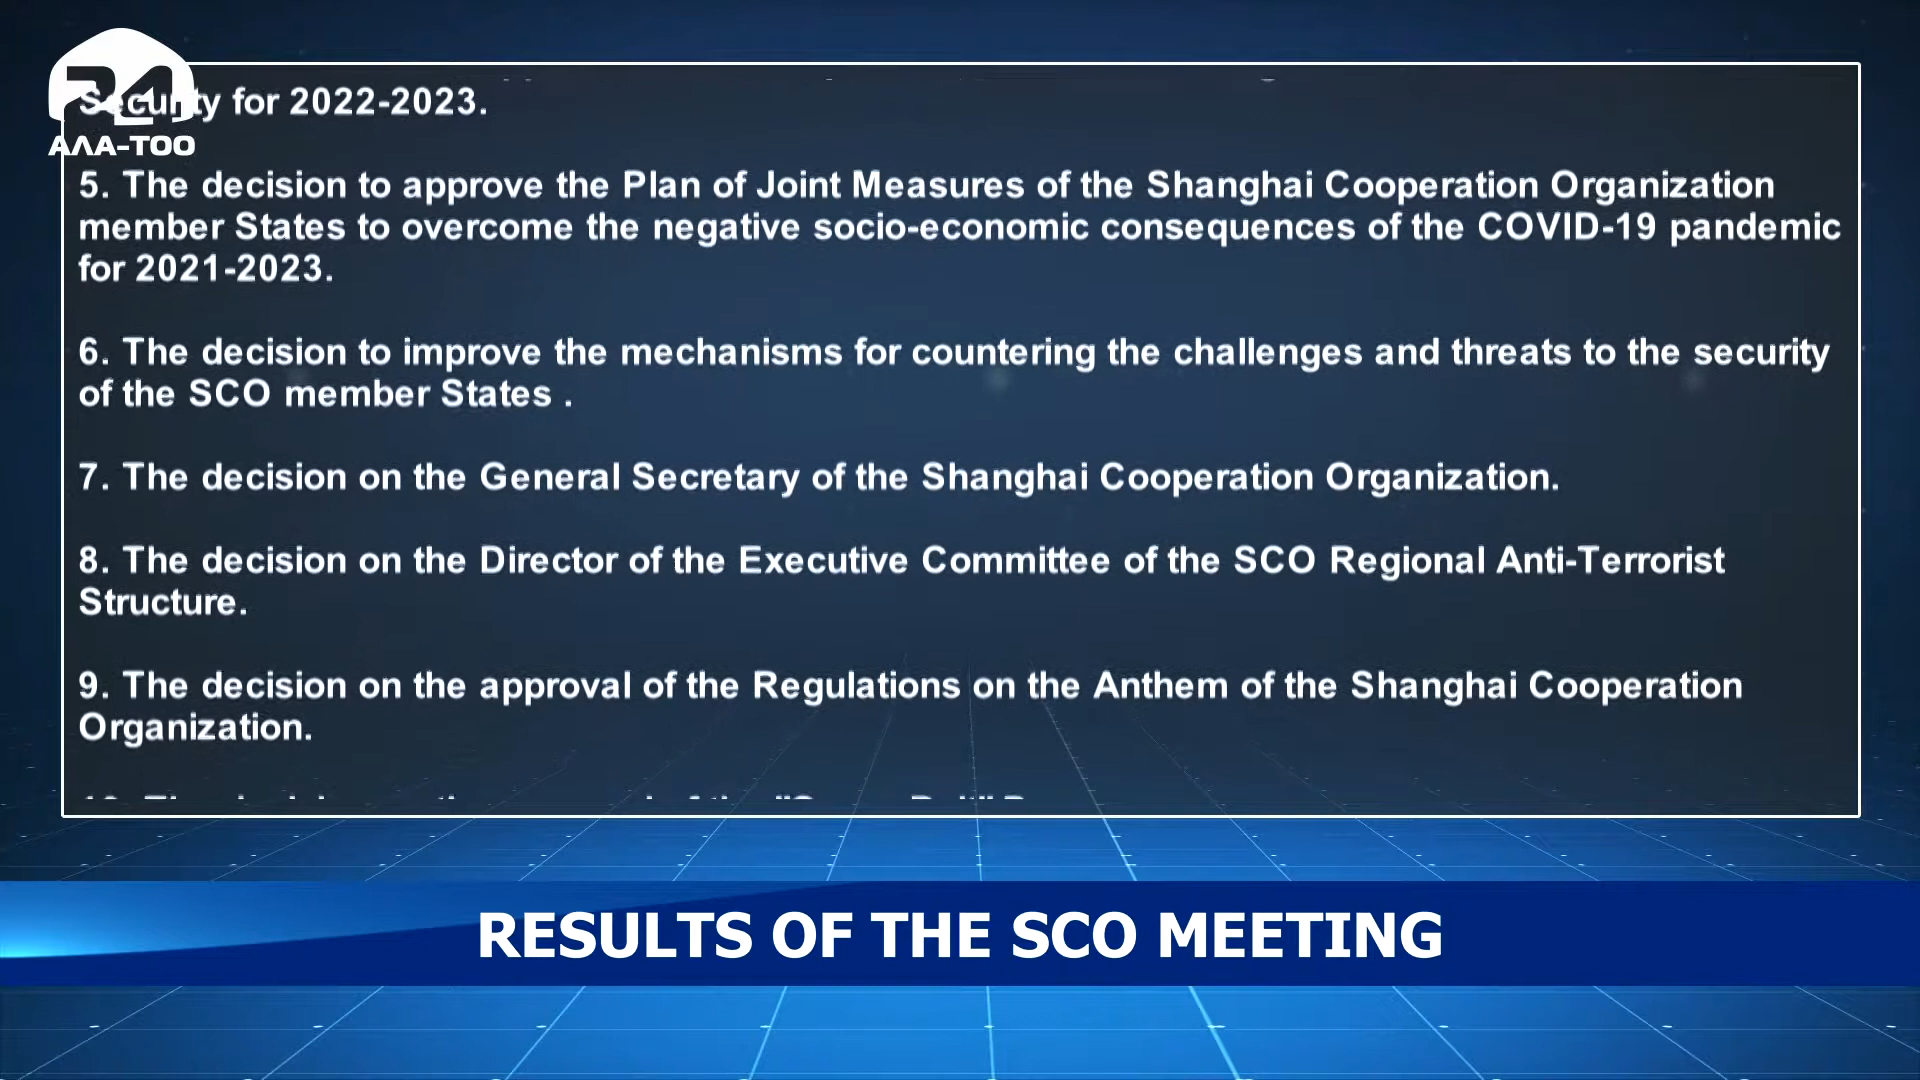 24
АЛА-ТОО
Security for 2022-2023.
5. The decision to approve the Plan of Joint Measures of the Shanghai Cooperation Organization
member States to overcome the negative socio-economic consequences of the COVID-19 pandemic
for 2021-2023.
6. The decision to improve the mechanisms for countering the challenges and threats to the security
of the SCO member States .
7. The decision on the General Secretary of the Shanghai Cooperation Organization.
8. The decision on the Director of the Executive Committee of the SCO Regional Anti-Terrorist
Structure.
9. The decision on the approval of the Regulations on the Anthem of the Shanghai Cooperation
Organization.
RESULTS OF THE SCO MEETING